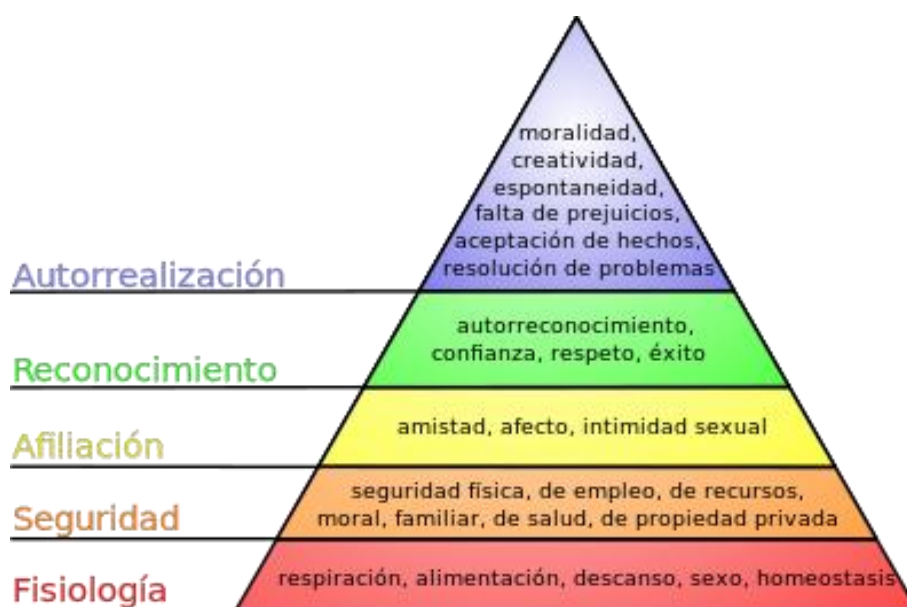 moralidad,
creatividad,
espontaneidad,
falta de prejuicios,
aceptación de hechos,
resolución de problemas
Autorrealización
autorreconocimiento,
confianza, respeto, éxito
Reconocimiento
amistad, afecto, intimidad sexual
Afiliación
seguridad física, de empleo, de recursos,
moral, familiar, de salud, de propiedad privada
Seguridad
respiración, alimentación, descanso, sexo, homeostasis
Fisiología